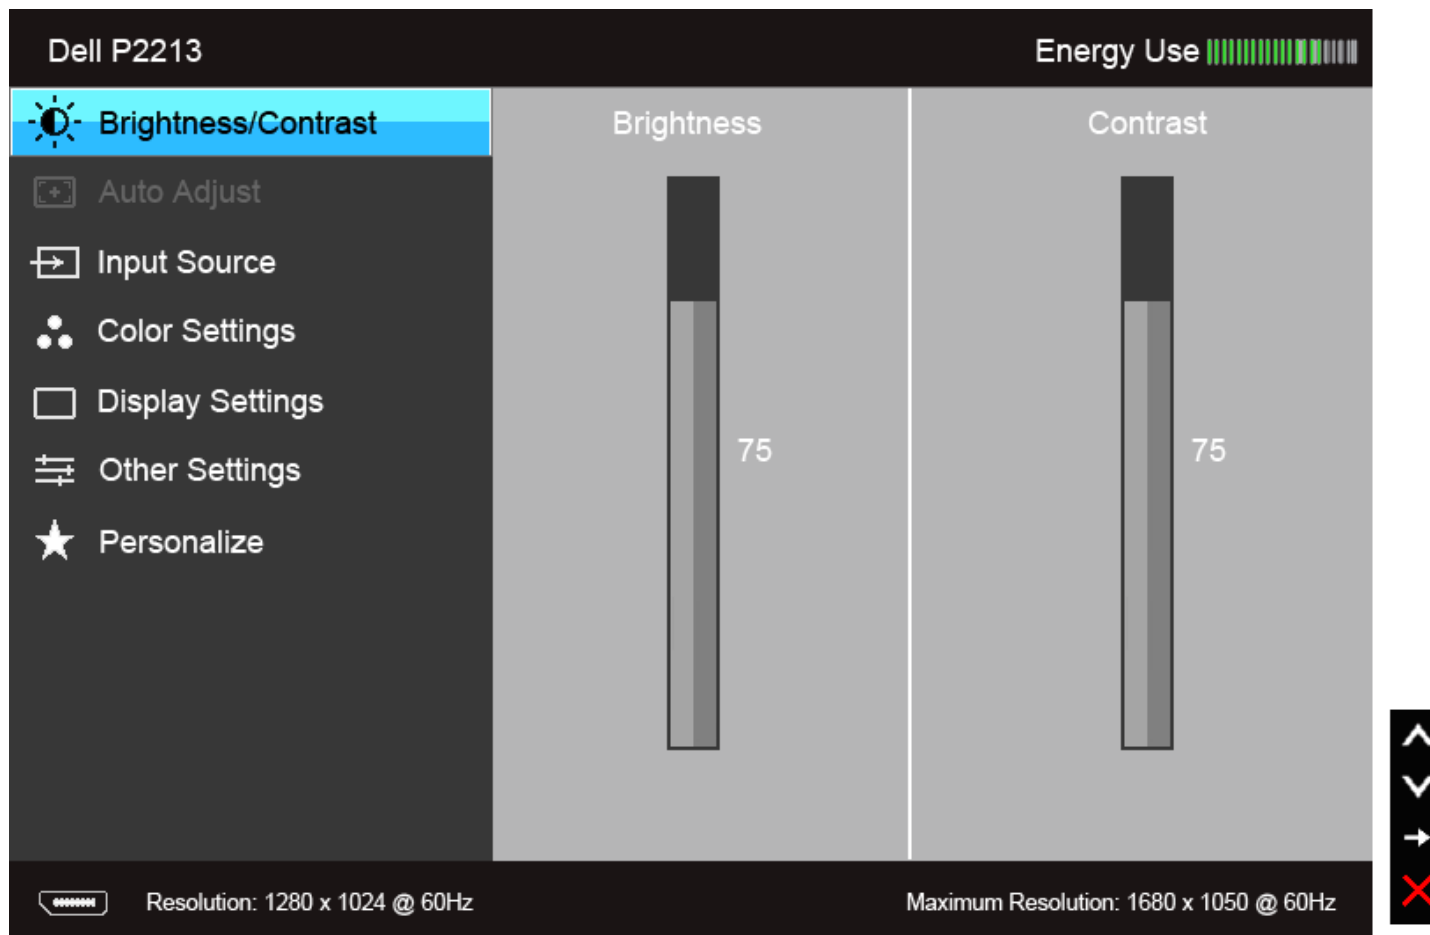 Dell P2213
Energy Use
Brightness/Contrast
Brightness
Contrast
Auto Adjust
Input Source
Color Settings
Display Settings
75
75
Other Settings
Personalize
Resolution: 1280 x 1024 @ 60Hz
Maximum Resolution: 1680 x 1050 @ 60Hz